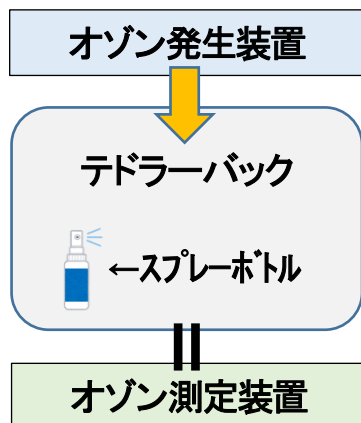 オゾン発生装置
テドラーバック
←スプレーボトル
オゾン測定装置